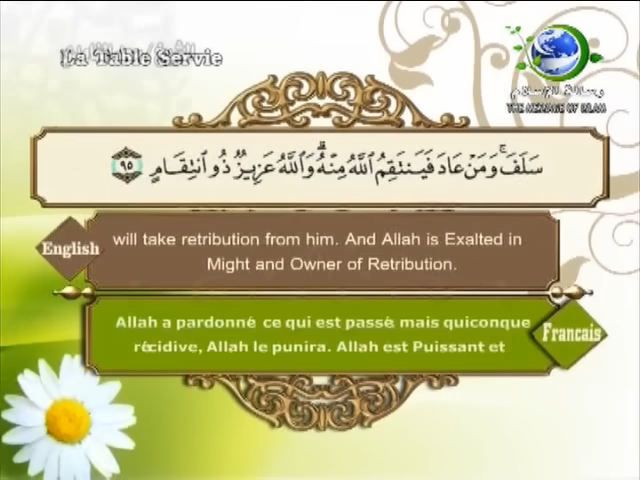 La Table Servie
رسالة الإسلام
THE MESSAGE OF ISLAM
سَلَفَ ۚ وَمَنْ عَادَ فَيَنتَقِمُ ٱللَّهُ مِنْهُ ۗ وَٱللَّهُ عَزِيزٌ ذُو ٱنتِقَامٍ ٩٥
English
will take retribution from him. And Allah is Exalted in
Might and Owner of Retribution.
Allah a pardonné ce qui est passé; mais quiconque
récidive, Allah le punira. Allah est Puissant et
Francais